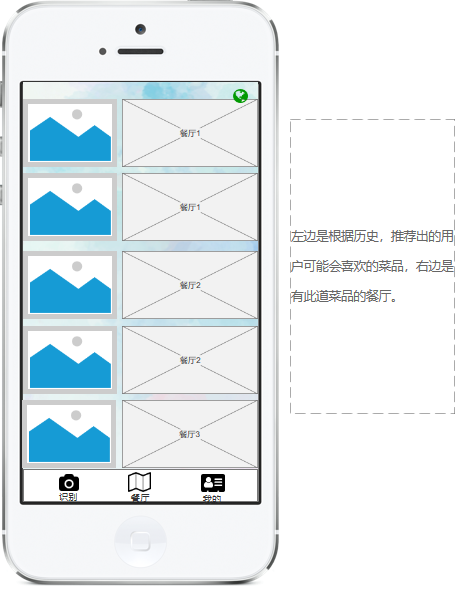 餐厅1
餐厅1
餐厅2
餐厅2
餐厅3
识别
餐厅
我的
左边是根据历史，推荐出的用
户可能会喜欢的菜品，右边是
有此道菜品的餐厅。